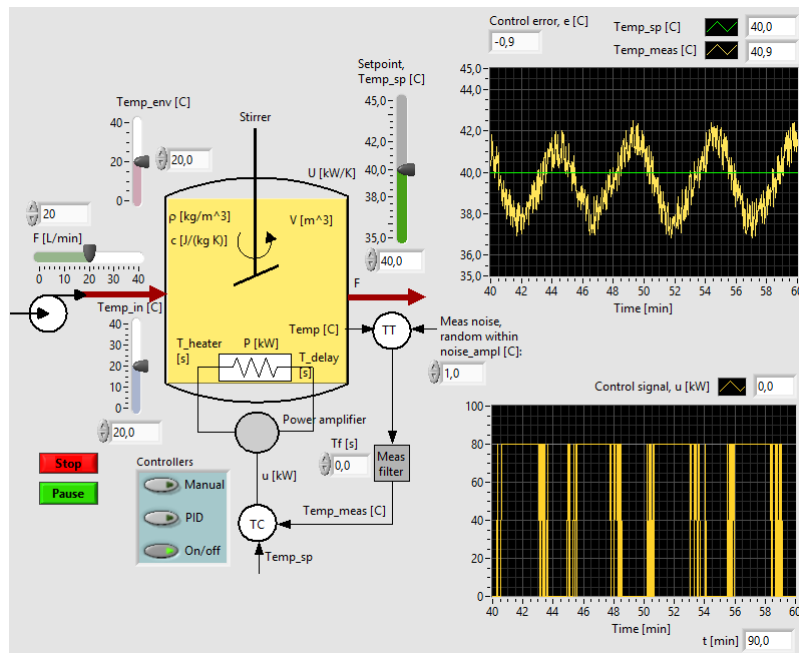 Control error, e [C]
-0,9
Temp_sp [C]
40,0
Temp_meas [C]
40,9
Setpoint,
Temp_sp [C]
45,0
40,0
38,0
35,0
40,0
Temp_env [C]
40
20
0
20,0
Stirrer
U [kW/K]
ρ [kg/m^3]
V [m^3]
c [J/(kg K)]
20
F [L/min]
0 10 20 30 40
F
Temp_in [C]
40
30
20
10
0
20,0
Temp [C]
TT
Meas noise,
random within
noise_ampl [C]:
1,0
T_heater
[s]
P [kW]
T_delay
[s]
Power amplifier
Tf [s]
0,0
Meas
filter
u [kW]
Temp_meas [C]
TC
Temp_sp
Stop
Pause
Controllers
Manual
PID
On/off
45,0
44,0
42,0
40,0
38,0
36,0
35,0
40 42 44 46 48 50 52 54 56 58 60
Time [min]
Control signal, u [kW]
0,0
100
80
60
40
20
0
40 42 44 46 48 50 52 54 56 58 60
Time [min]
t [min]
90,0